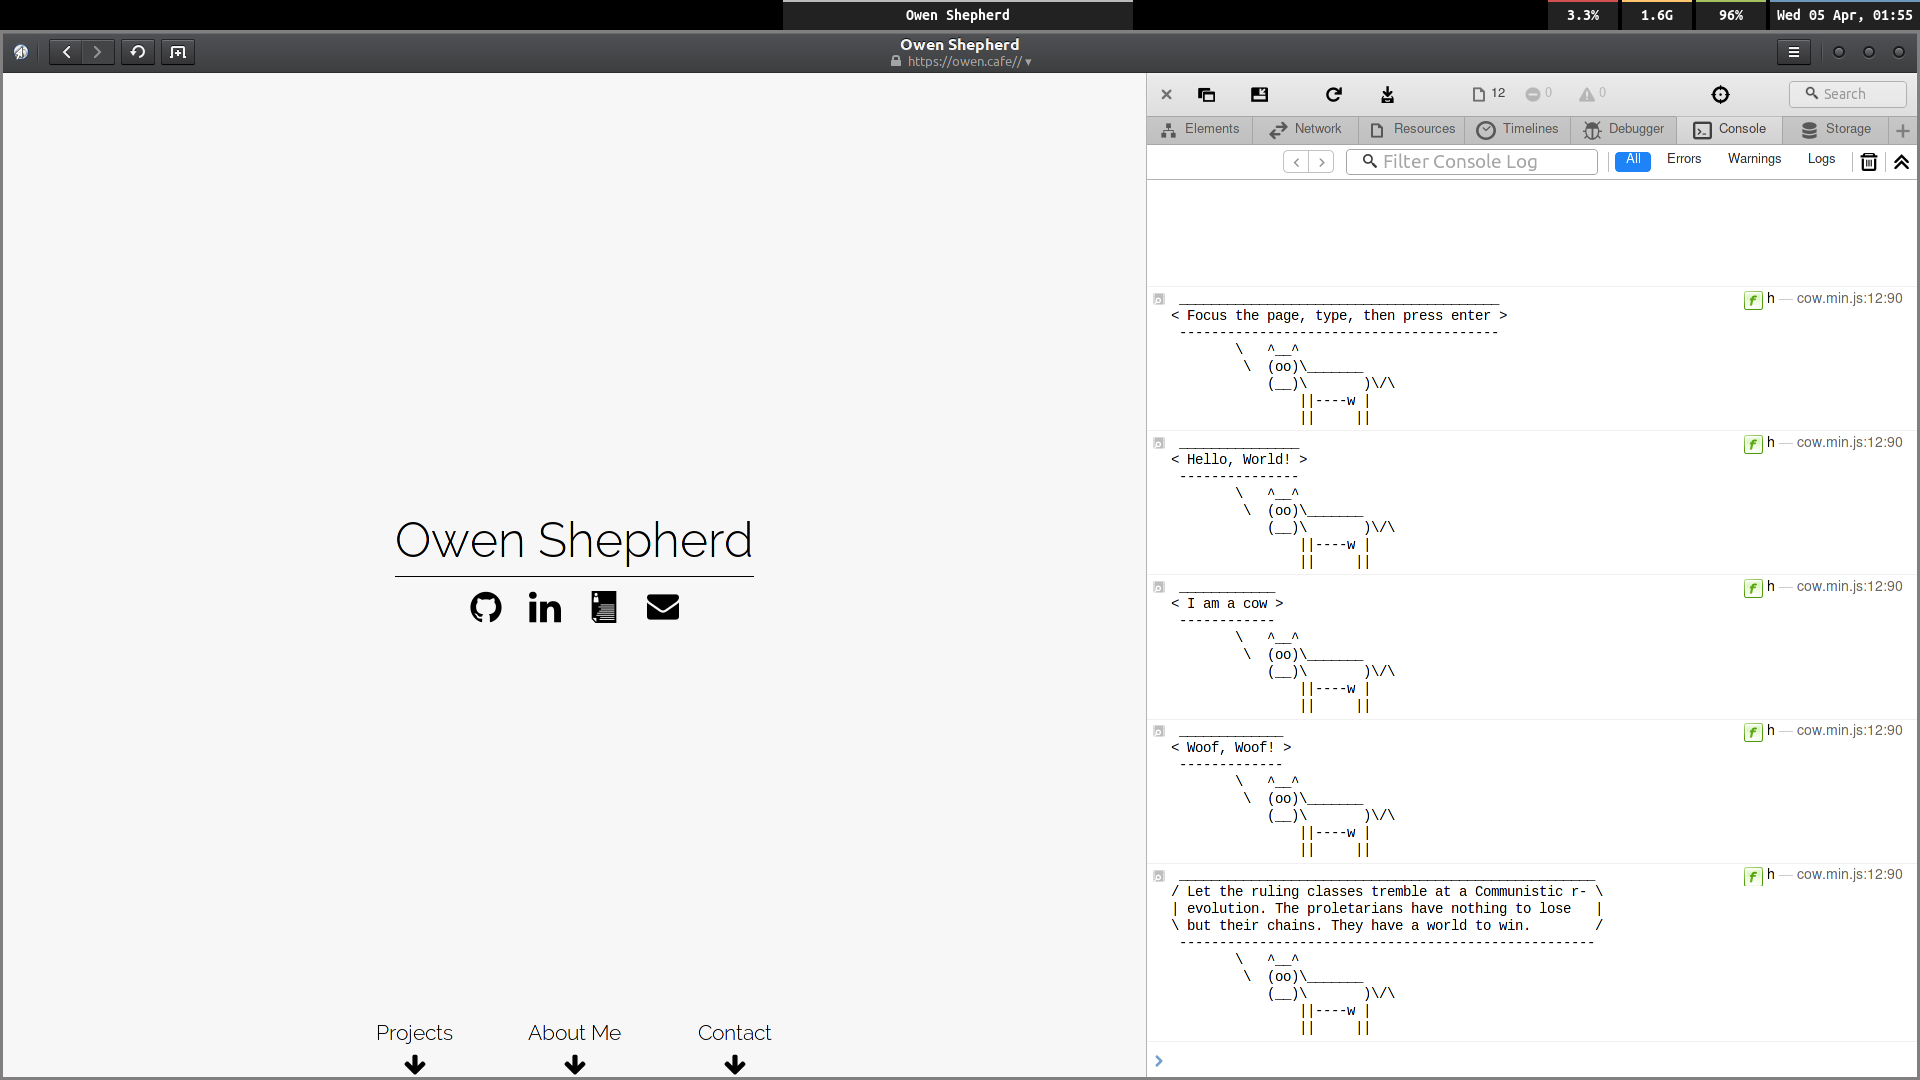 Owen Shepherd
3.3%
1.6G
96%
Wed 05 Apr, 01:55
Owen Shepherd
https://owen.cafe// ▾
12
0
0
Search
Elements
Network
Resources
Timelines
Debugger
Console
Storage
Filter Console Log
All
Errors
Warnings
Logs
Owen Shepherd
Projects
About Me
Contact
 ________________________________________
< Focus the page, type, then press enter >
 ----------------------------------------
        \   ^__^
         \  (oo)\_______
            (__)\       )\/\
                ||----w |
                ||     ||
f h — cow.min.js:12:90
 _______________
< Hello, World! >
 ---------------
        \   ^__^
         \  (oo)\_______
            (__)\       )\/\
                ||----w |
                ||     ||
f h — cow.min.js:12:90
 ____________
< I am a cow >
 ------------
        \   ^__^
         \  (oo)\_______
            (__)\       )\/\
                ||----w |
                ||     ||
f h — cow.min.js:12:90
 _____________
< Woof, Woof! >
 -------------
        \   ^__^
         \  (oo)\_______
            (__)\       )\/\
                ||----w |
                ||     ||
f h — cow.min.js:12:90
 ____________________________________________________
/ Let the ruling classes tremble at a Communistic r- \
| evolution. The proletarians have nothing to lose   |
\ but their chains. They have a world to win.        /
 ----------------------------------------------------
        \   ^__^
         \  (oo)\_______
            (__)\       )\/\
                ||----w |
                ||     ||
f h — cow.min.js:12:90